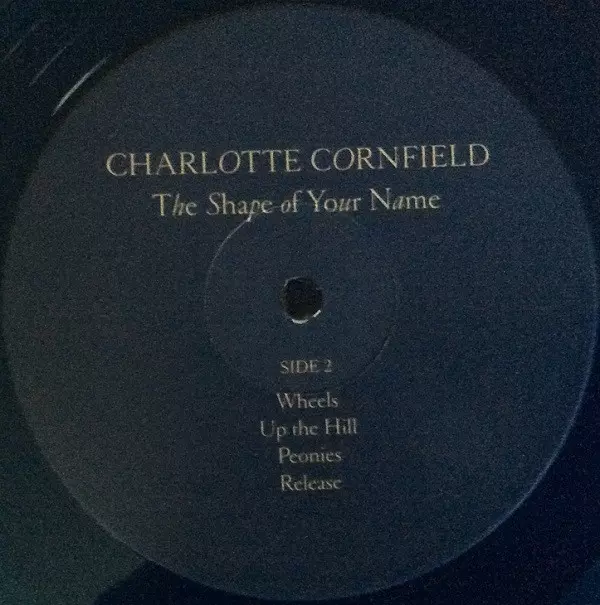 CHARLOTTE CORNFIELD
The Shape of Your Name
SIDE 2
Wheels
Up the Hill
Peonies
Release